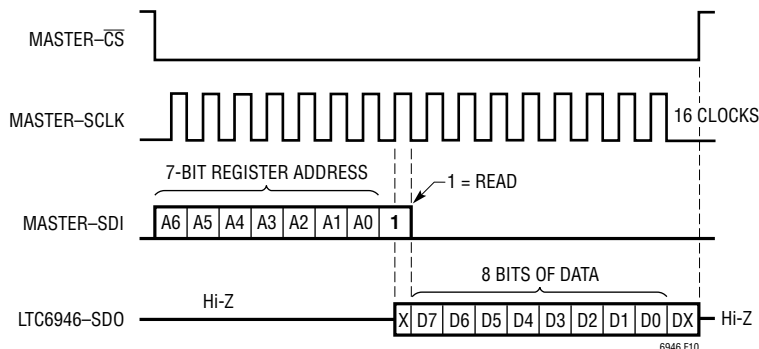 MASTER–CS
MASTER–SCLK
16 CLOCKS
7-BIT REGISTER ADDRESS
1 = READ
MASTER–SDI
A6 A5 A4 A3 A2 A1 A0 1
8 BITS OF DATA
Hi-Z
LTC6946–SDO
X D7 D6 D5 D4 D3 D2 D1 D0 DX
Hi-Z
6946 F10